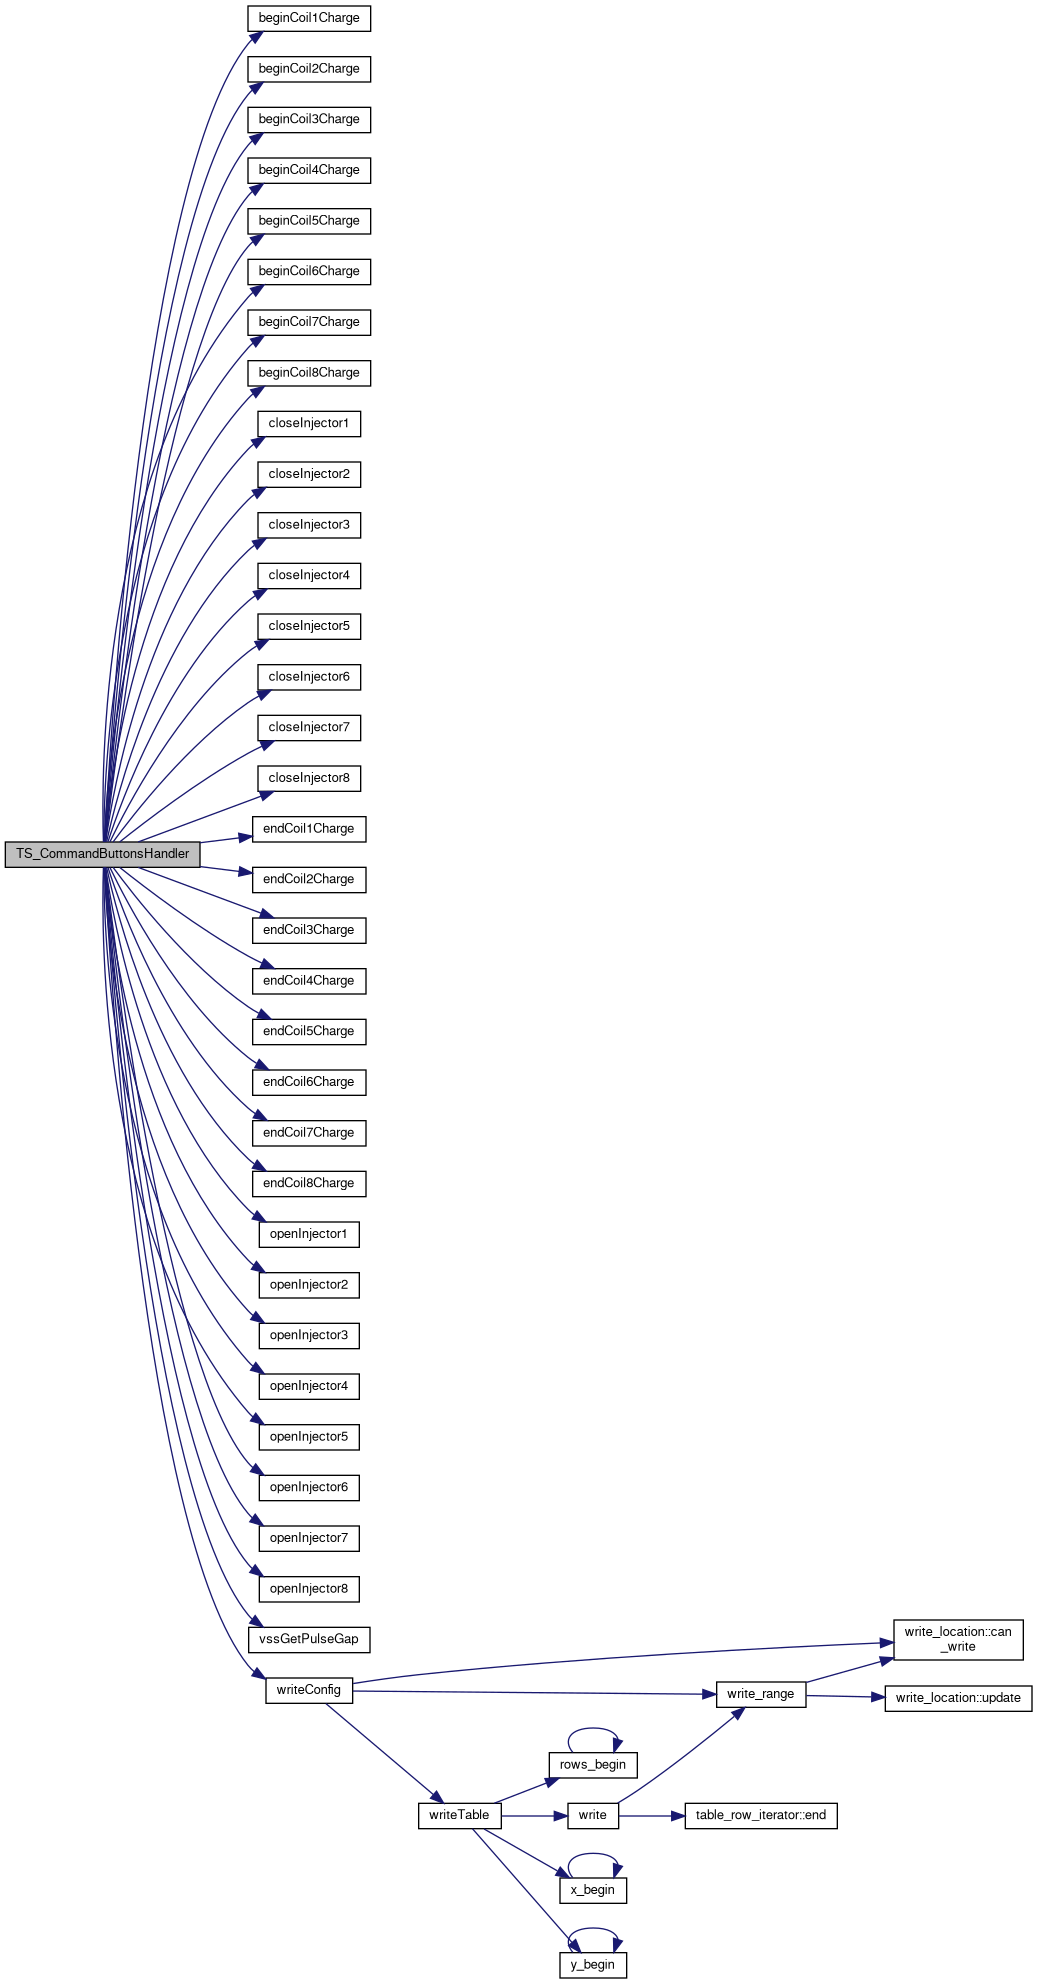 beginCoil1Charge
beginCoil2Charge
beginCoil3Charge
beginCoil4Charge
beginCoil5Charge
beginCoil6Charge
beginCoil7Charge
beginCoil8Charge
closeInjector1
closeInjector2
closeInjector3
closeInjector4
closeInjector5
closeInjector6
closeInjector7
closeInjector8
endCoil1Charge
TS_CommandButtonsHandler
endCoil2Charge
endCoil3Charge
endCoil4Charge
endCoil5Charge
endCoil6Charge
endCoil7Charge
endCoil8Charge
openInjector1
openInjector2
openInjector3
openInjector4
openInjector5
openInjector6
openInjector7
openInjector8
vssGetPulseGap
write_location::can
_write
writeConfig
write_range
write_location::update
rows_begin
writeTable
write
table_row_iterator::end
x_begin
y_begin